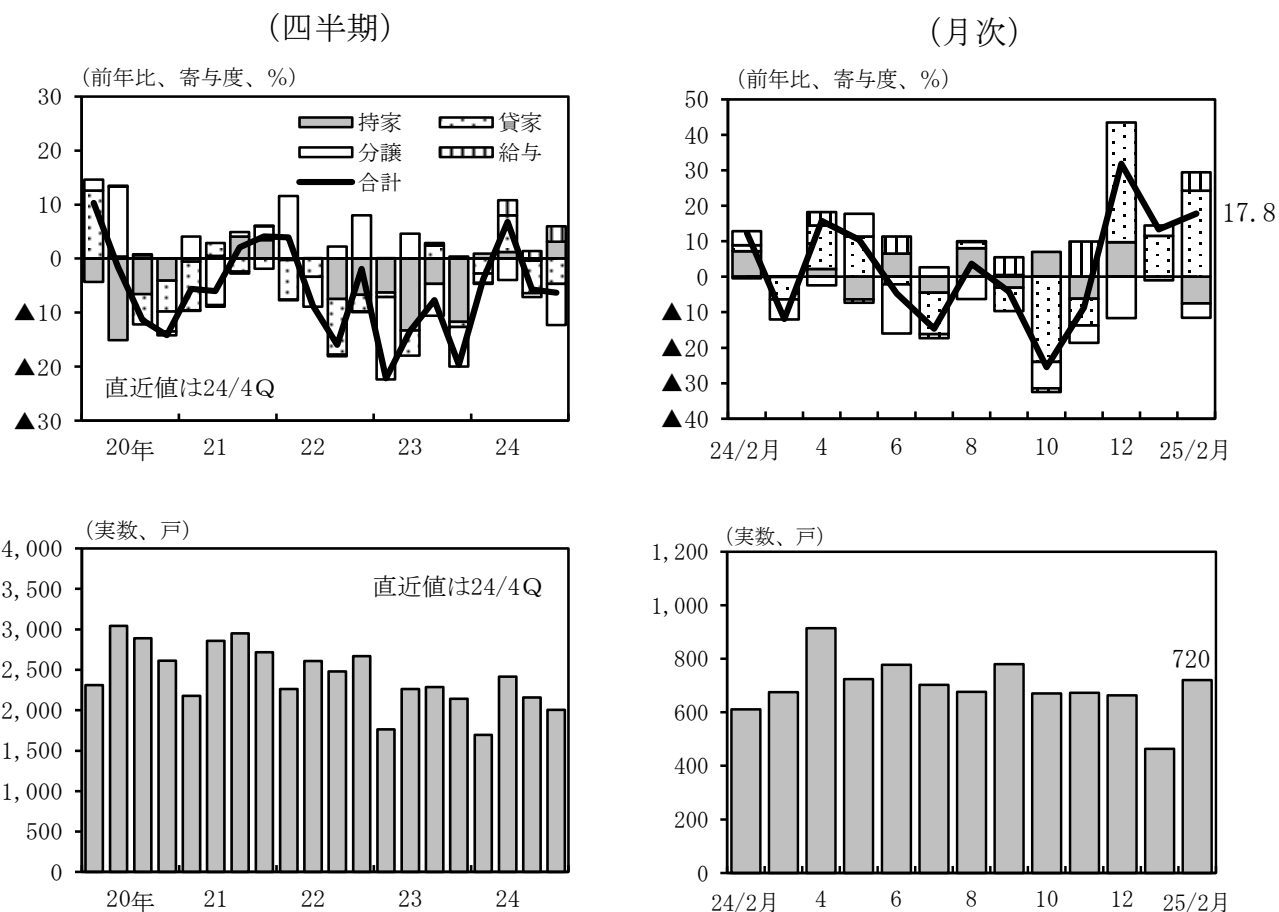 (四半期)
(前年比、寄与度、%)
30
20
10
0
▲10
▲20
▲30
持家
貸家
分譲
給与
合計
直近値は24/4Q
20年 21 22 23 24
(月次)
(前年比、寄与度、%)
50
40
30
20
10
0
▲10
▲20
▲30
▲40
17.8
24/2月 4 6 8 10 12 25/2月
(実数、戸)
4,000
3,500
3,000
2,500
2,000
1,500
1,000
500
0
直近値は24/4Q
20年 21 22 23 24
(実数、戸)
1,200
1,000
800
600
400
200
0
720
24/2月 4 6 8 10 12 25/2月